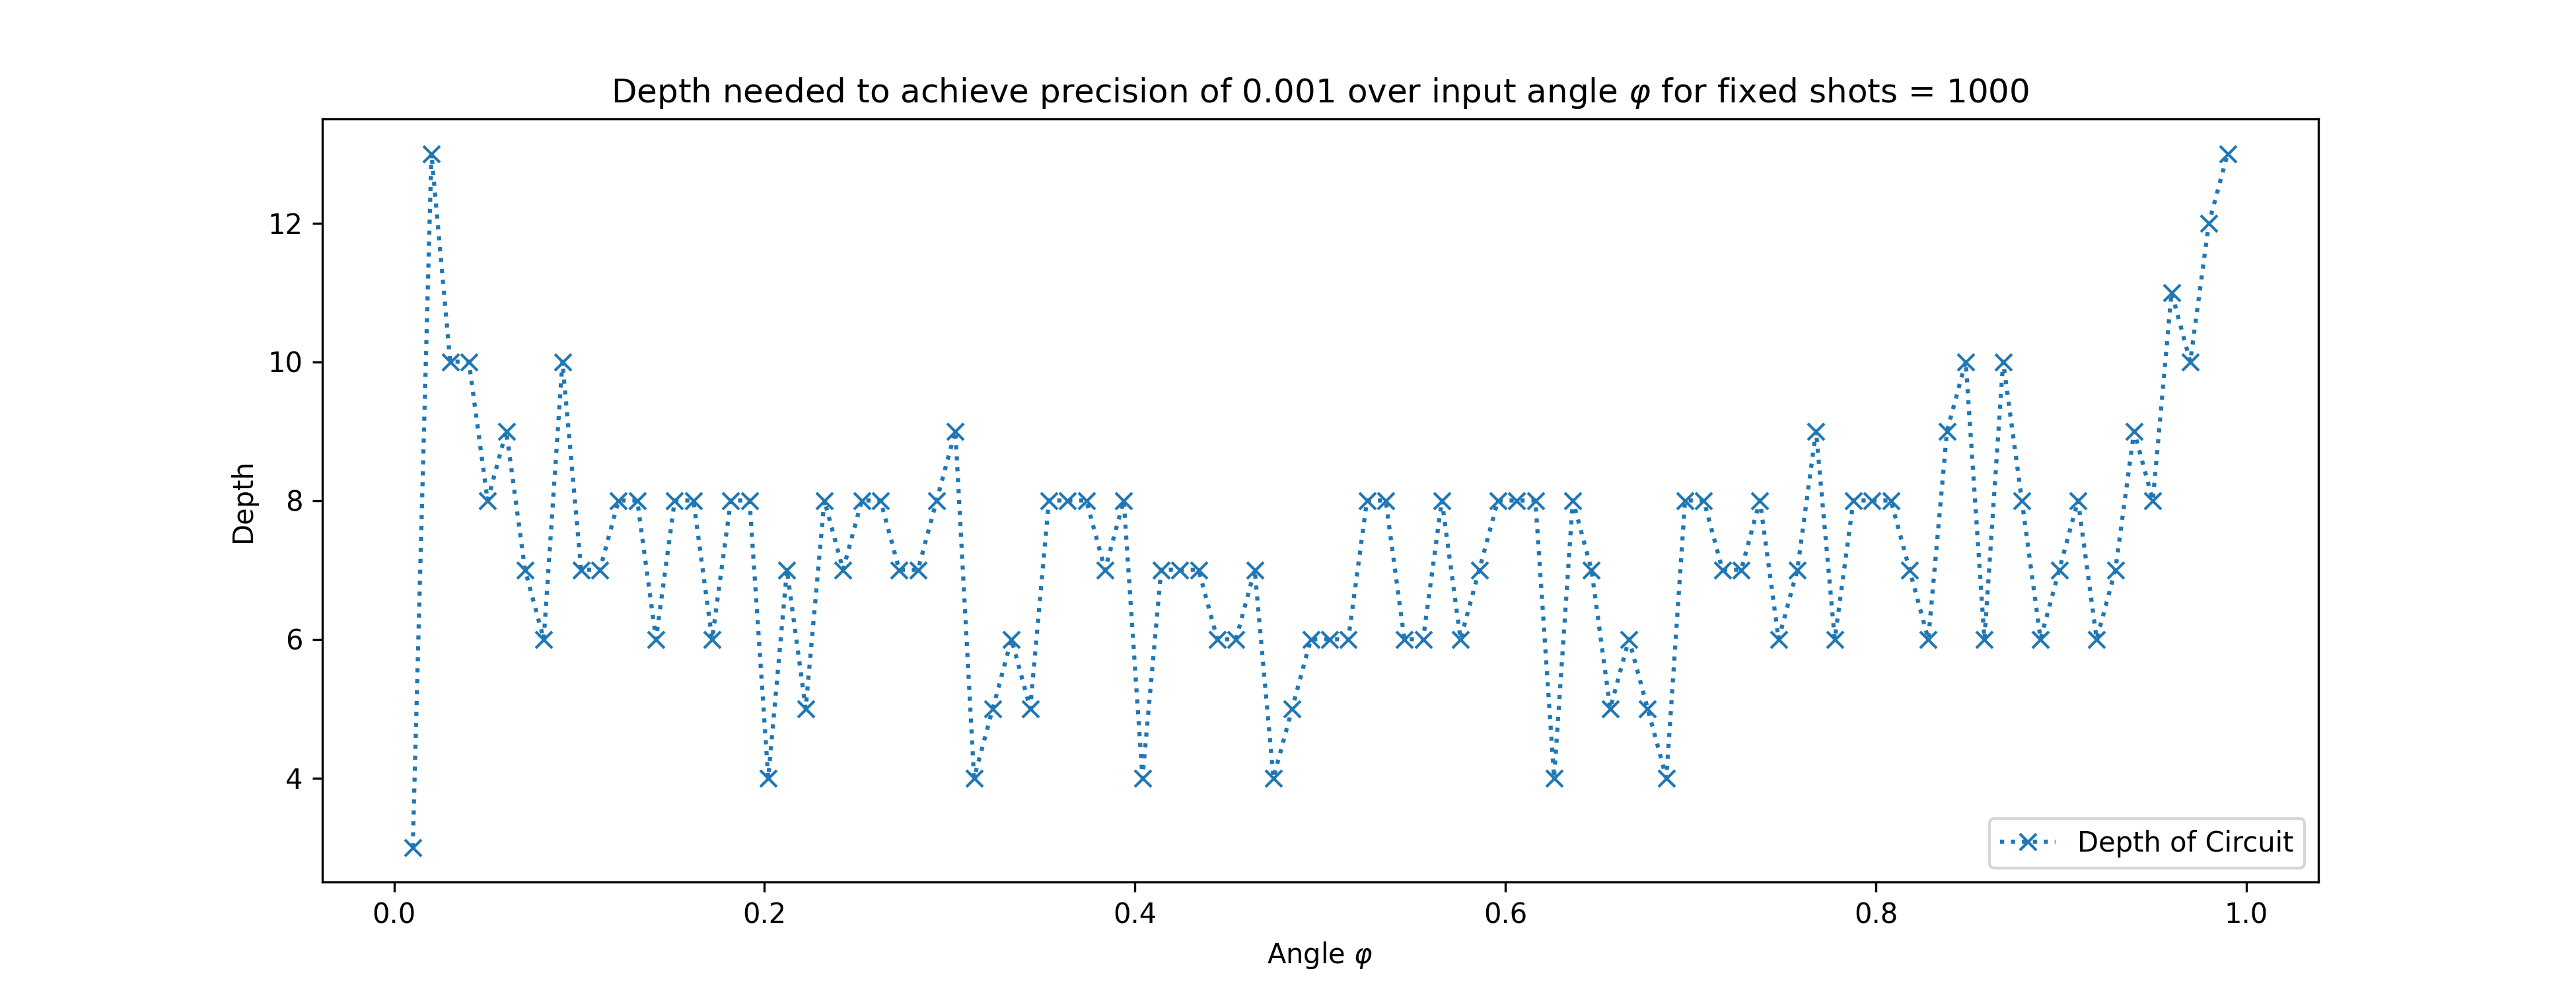 Depth needed to achieve precision of 0.001 over input angle φ for fixed shots = 1000
12
10
8
6
4
Depth
0.0 0.2 0.4 0.6 0.8 1.0
Angle φ
Depth of Circuit